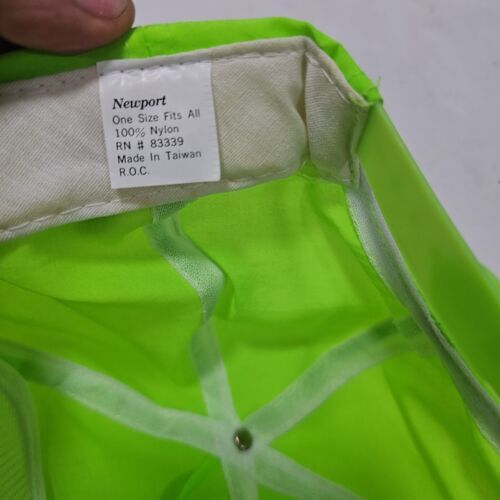 Newport
One Size Fits All
100% Nylon
RN # 83339
Made In Taiwan
R.O.C.